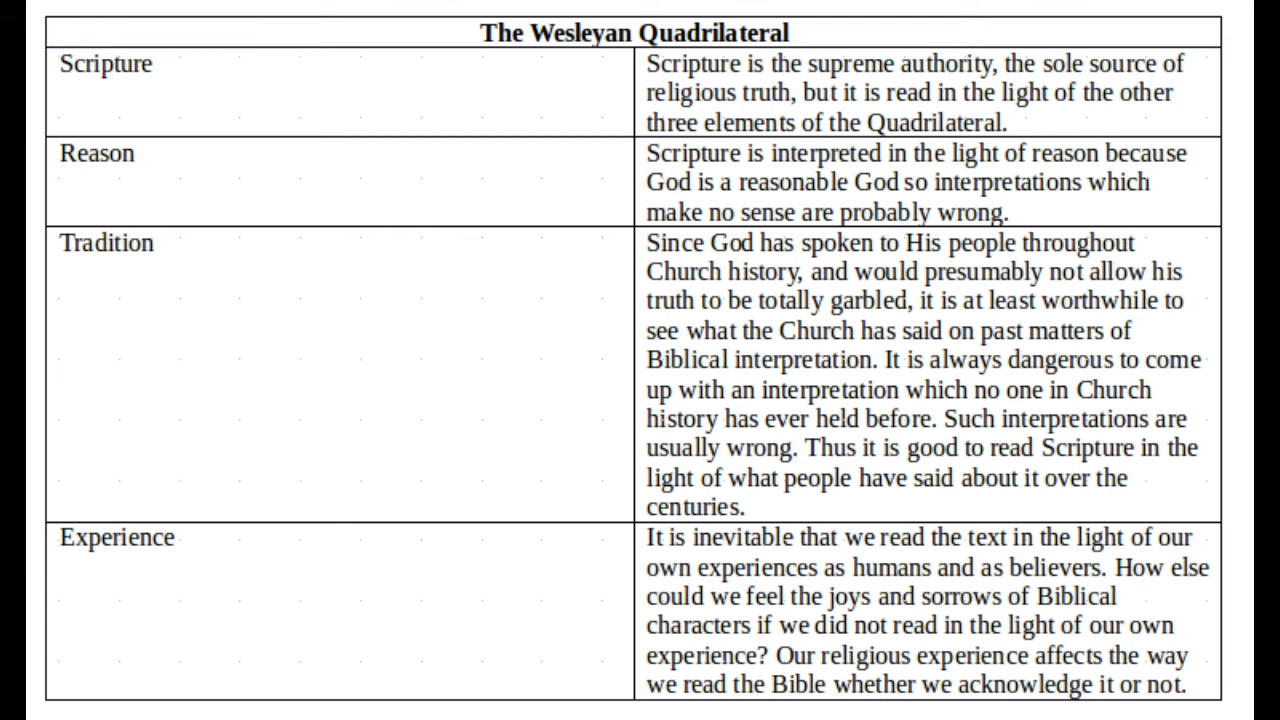 The Wesleyan Quadrilateral
Scripture
Scripture is the supreme authority, the sole source of
religious truth, but it is read in the light of the other
three elements of the Quadrilateral.
Reason
Scripture is interpreted in the light of reason because
God is a reasonable God so interpretations which
make no sense are probably wrong.
Tradition
Since God has spoken to His people throughout
Church history, and would presumably not allow his
truth to be totally garbled, it is at least worthwhile to
see what the Church has said on past matters of
Biblical interpretation. It is always dangerous to come
up with an interpretation which no one in Church
history has ever held before. Such interpretations are
usually wrong. Thus it is good to read Scripture in the
light of what people have said about it over the
centuries.
Experience
It is inevitable that we read the text in the light of our
own experiences as humans and as believers. How else
could we feel the joys and sorrows of Biblical
characters if we did not read in the light of our own
experience? Our religious experience affects the way
we read the Bible whether we acknowledge it or not.